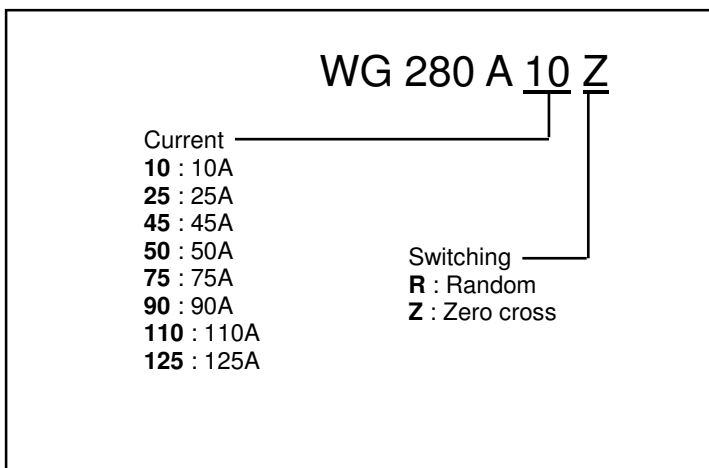 WG 280 A 10 Z
Current
10 : 10A
25 : 25A
45 : 45A
50 : 50A
75 : 75A
90 : 90A
110 : 110A
125 : 125A
Switching
R : Random
Z : Zero cross